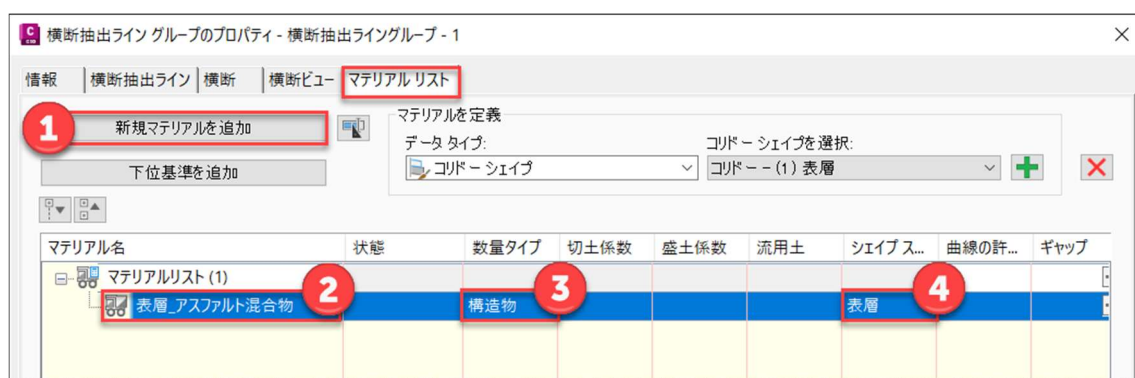 横断抽出ライン グループのプロパティ - 横断抽出ライングループ - 1
情報 横断抽出ライン 横断 横断ビュー マテリアル リスト
1 新規マテリアルを追加
下位基準を追加
マテリアルを定義
データ タイプ:
コリドー シェイプ
コリドー シェイプを選択:
コリドー - (1) 表層
マテリアル名 状態 数量タイプ 切土係数 盛土係数 流用土 シェイプ ス... 曲線の許... ギャップ
マテリアルリスト (1)
表層_アスファルト混合物 2 構造物 3 表層 4